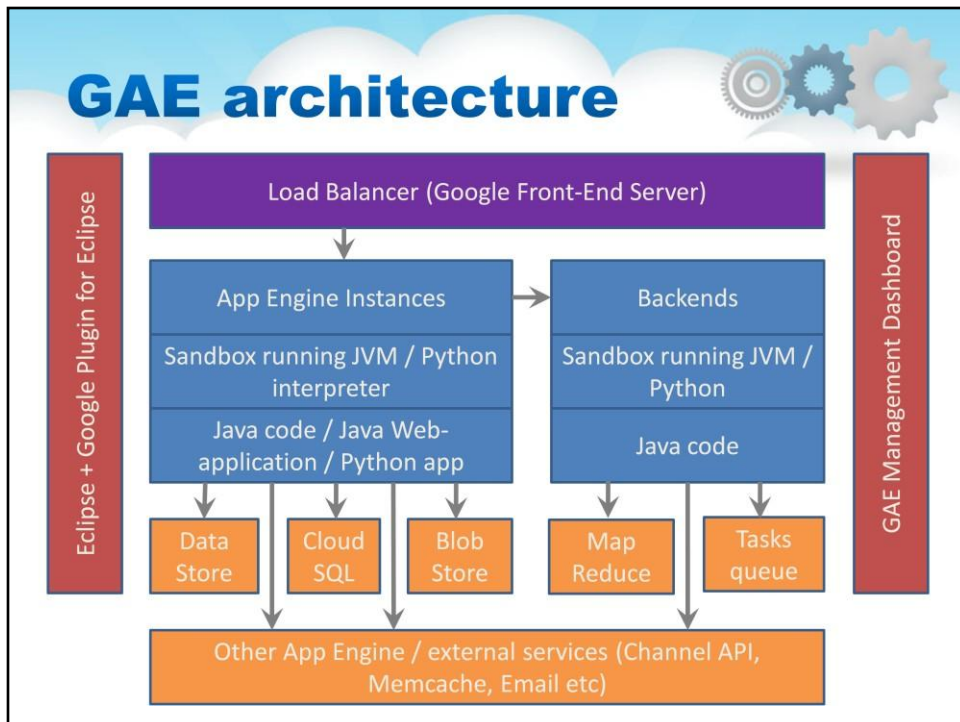 GAE architecture
Eclipse + Google Plugin for Eclipse
Load Balancer (Google Front-End Server)
GAE Management Dashboard
App Engine Instances
Backends
Sandbox running JVM / Python
interpreter
Sandbox running JVM /
Python
Java code / Java Web-
application / Python app
Java code
Data
Store
Cloud
SQL
Blob
Store
Map
Reduce
Tasks
queue
Other App Engine / external services (Channel API,
Memcache, Email etc)